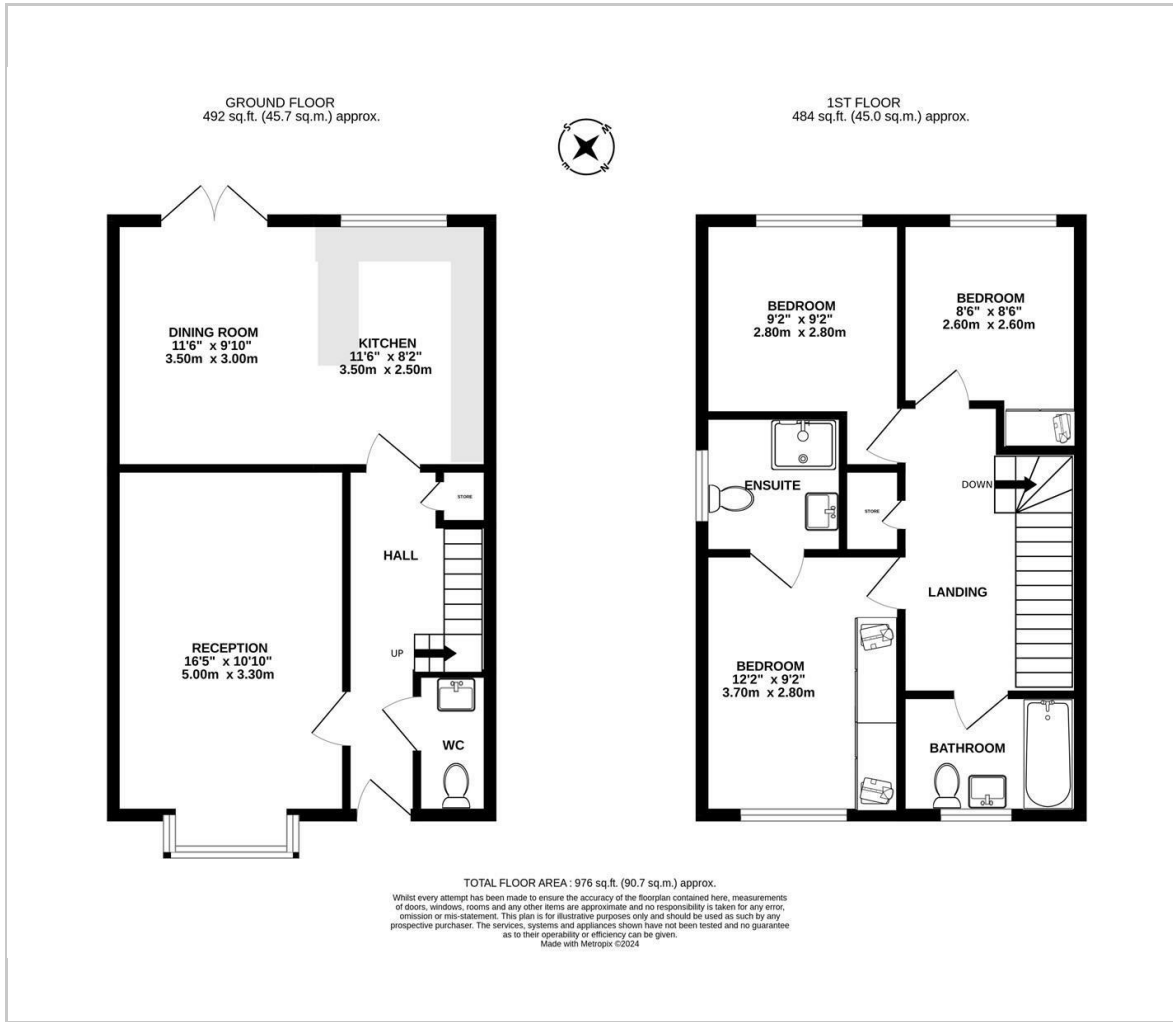 GROUND FLOOR
492 sq.ft. (45.7 sq.m.) approx.
1ST FLOOR
484 sq.ft. (45.0 sq.m.) approx.
S
W
E
N
DINING ROOM
11'6" x 9'10"
3.50m x 3.00m
KITCHEN
11'6" x 8'2"
3.50m x 2.50m
STORE
HALL
UP
RECEPTION
16'5" x 10'10"
5.00m x 3.30m
WC
BEDROOM
9'2" x 9'2"
2.80m x 2.80m
BEDROOM
8'6" x 8'6"
2.60m x 2.60m
ENSUITE
STORE
DOWN
LANDING
BEDROOM
12'2" x 9'2"
3.70m x 2.80m
BATHROOM
TOTAL FLOOR AREA : 976 sq.ft. (90.7 sq.m.) approx.
Whilst every attempt has been made to ensure the accuracy of the floorplan contained here, measurements
of doors, windows, rooms and any other items are approximate and no responsibility is taken for any error,
omission or mis-statement. This plan is for illustrative purposes only and should be used as such by any
prospective purchaser. The services, systems and appliances shown have not been tested and no guarantee
as to their operability or efficiency can be given.
Made with Metropix ©2024